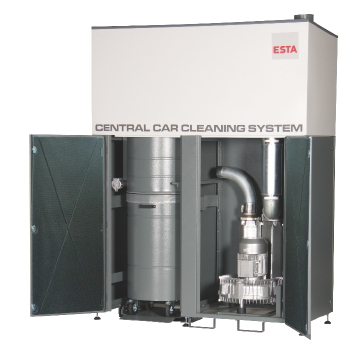 ESTA
CENTRAL CAR CLEANING SYSTEM